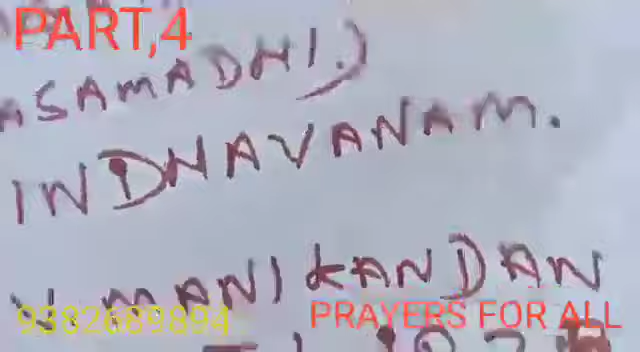 PART,4
ASAMADHI.)
INDHAVANAM.
V MANIKANDAN
9382689894
PRAYERS FOR ALL